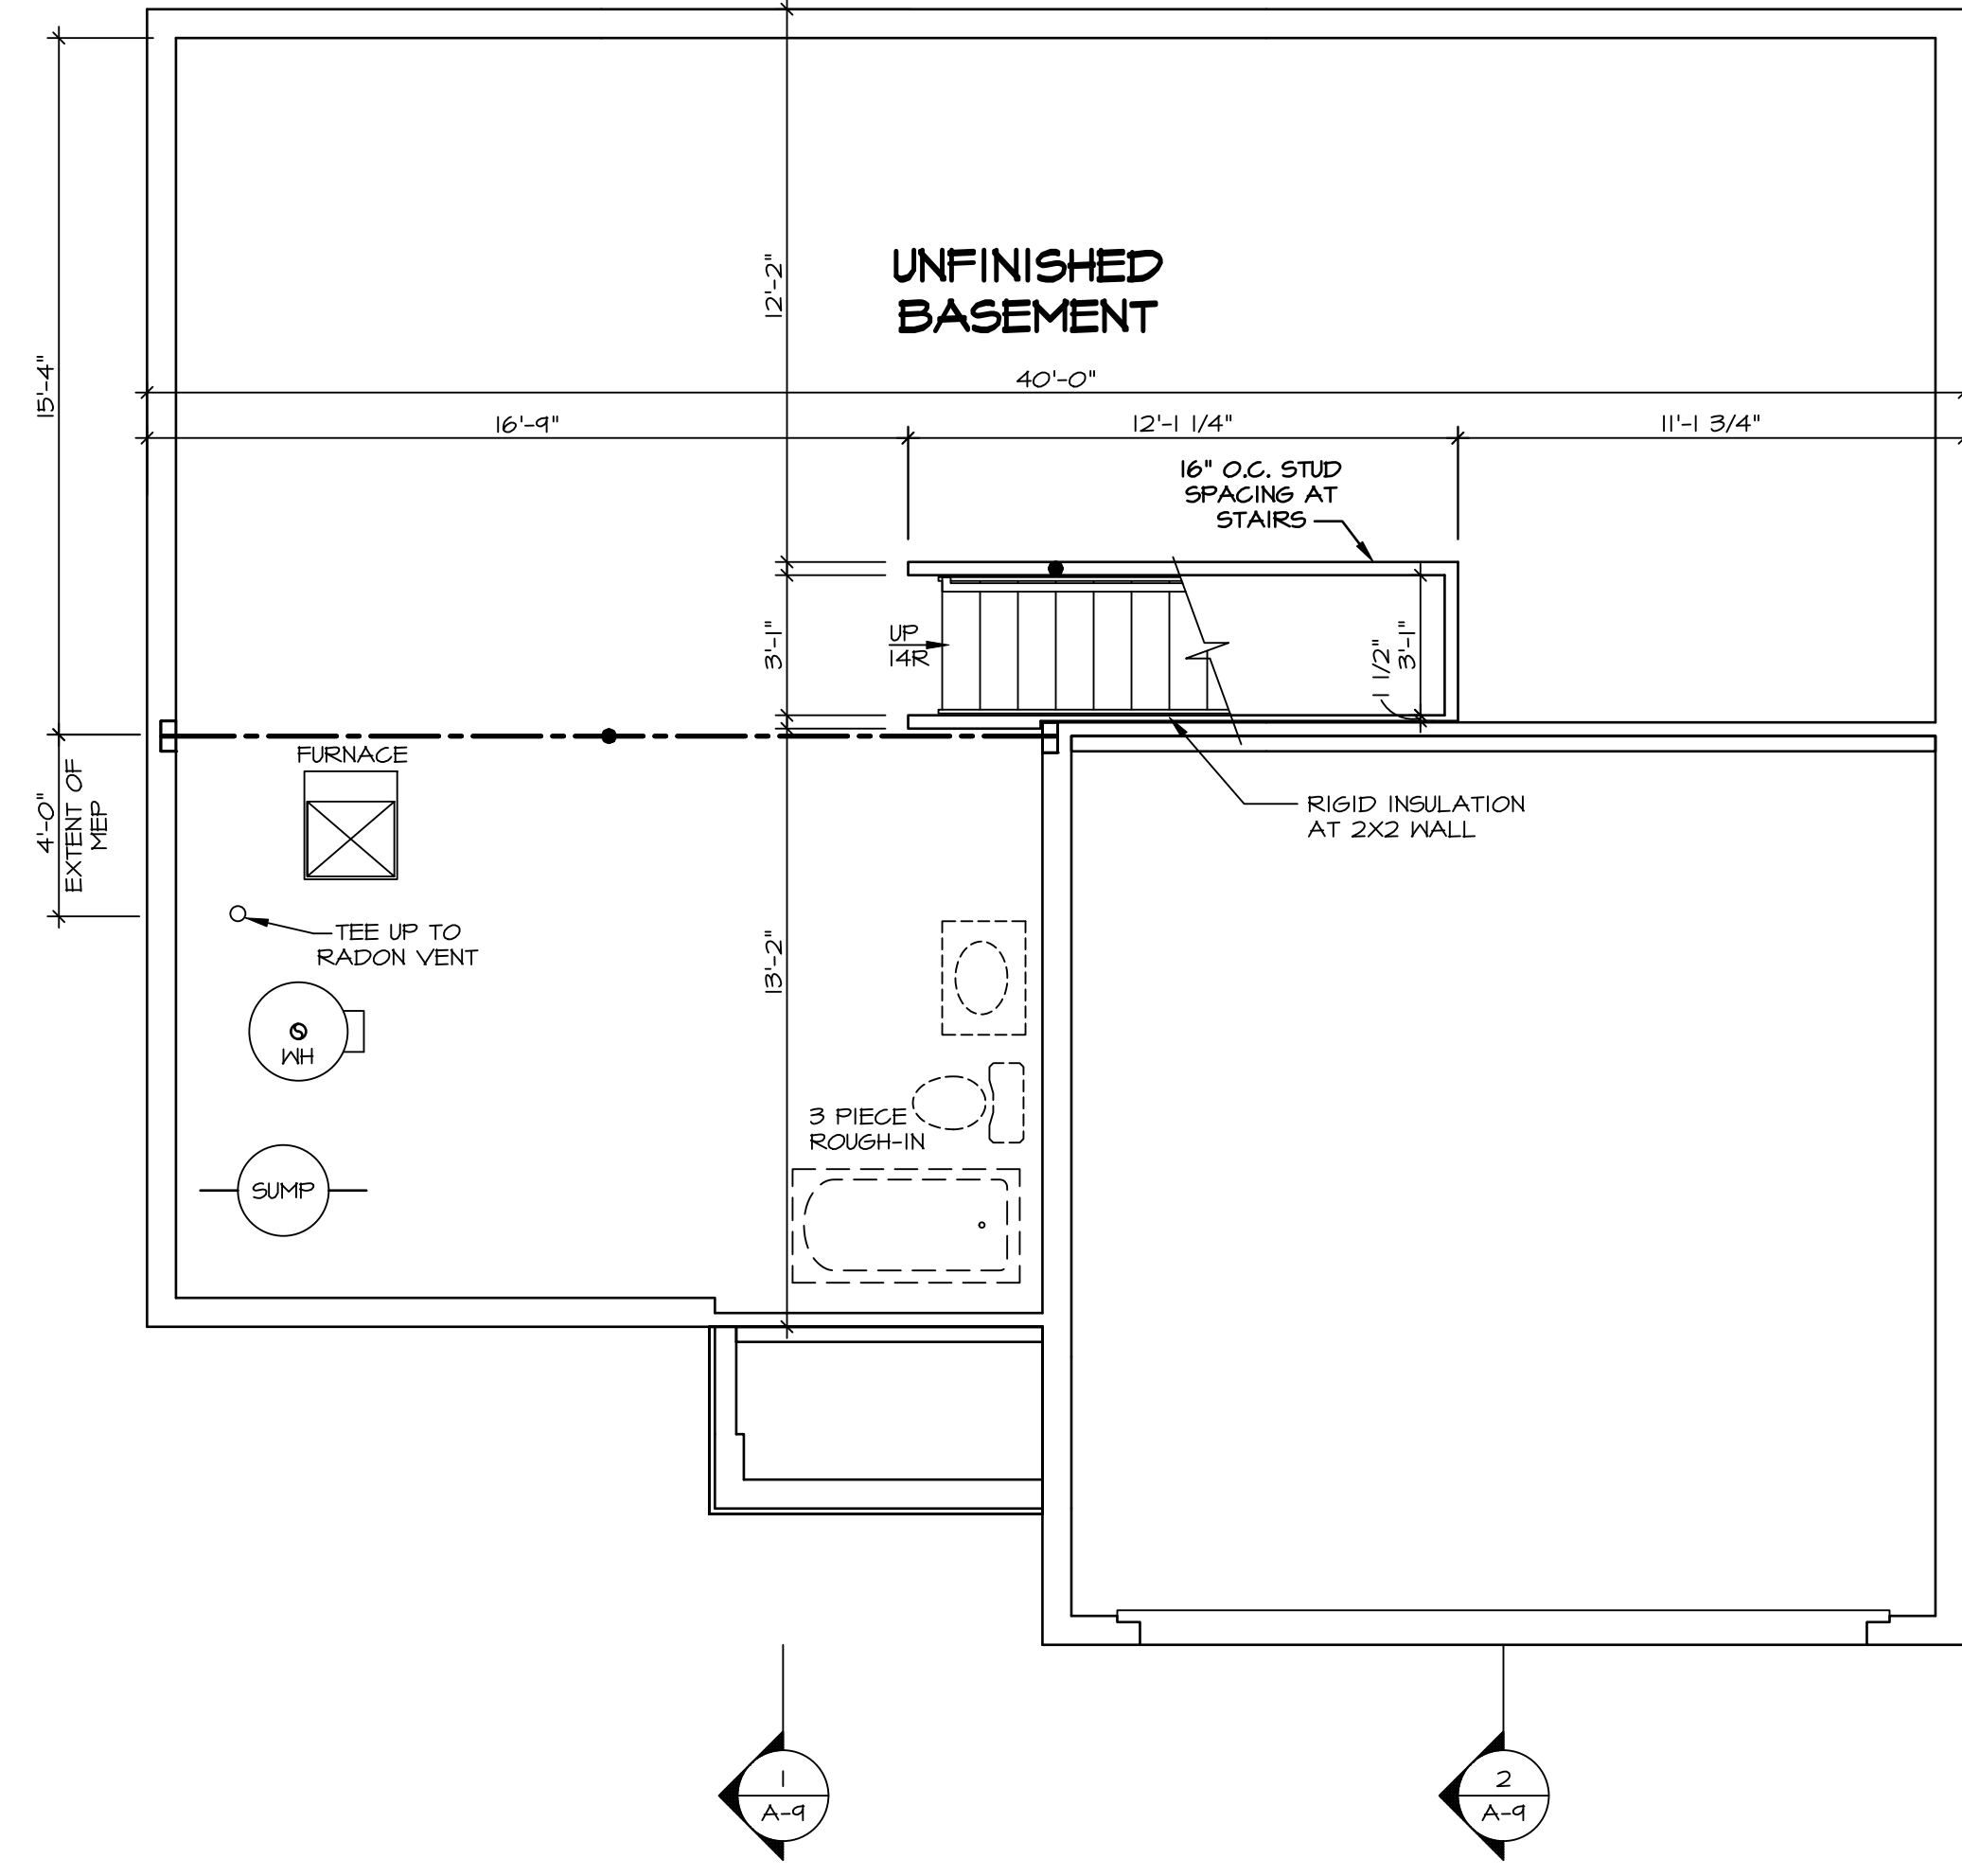 12'-2"
UNFINISHED
BASEMENT
15'-4"
40'-0"
16'-9"
12'-1 1/4"
11'-1 3/4"
16" O.C. STUD
SPACING AT
STAIRS
3'-1"
UP
14R
1 1/2"
3'-1"
FURNACE
4'-0"
EXTENT OF
MEP
RIGID INSULATION
AT 2X2 WALL
TEE UP TO
RADON VENT
13'-2"
WH
3 PIECE
ROUGH-IN
SUMP
1
A-9
2
A-9